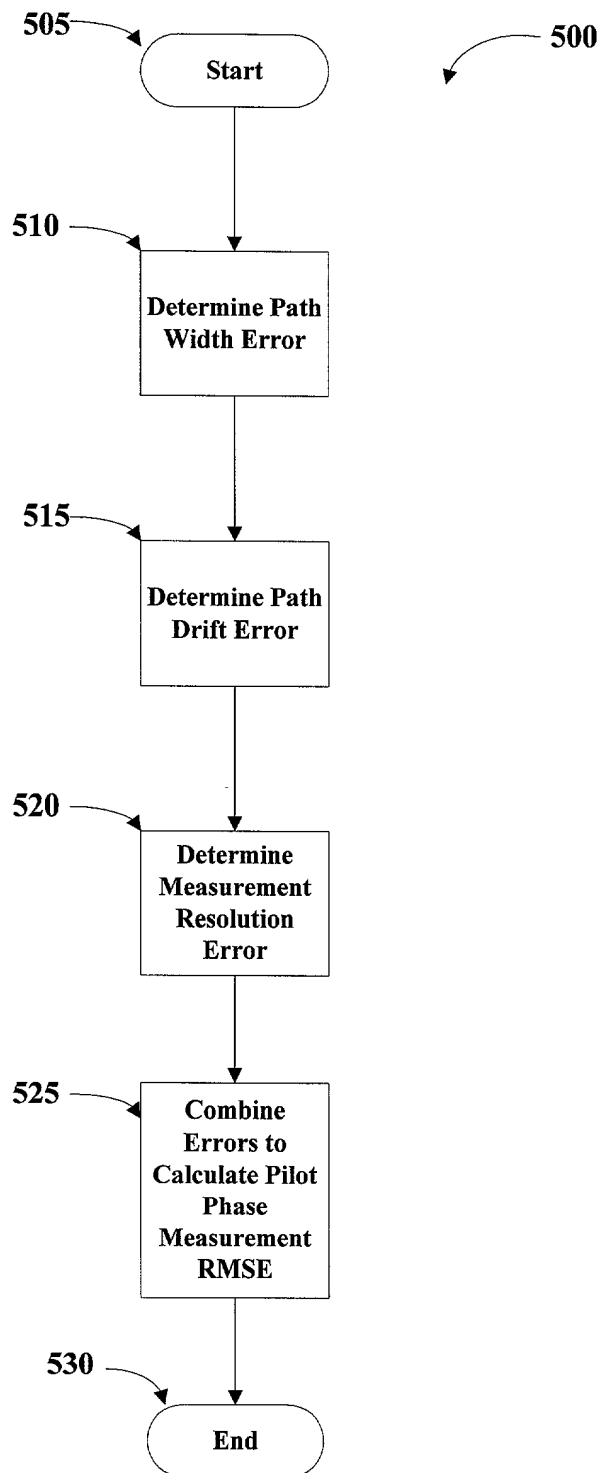 505
Start
500
510
Determine Path
Width Error
515
Determine Path
Drift Error
520
Determine
Measurement
Resolution
Error
525
Combine
Errors to
Calculate Pilot
Phase
Measurement
RMSE
530
End